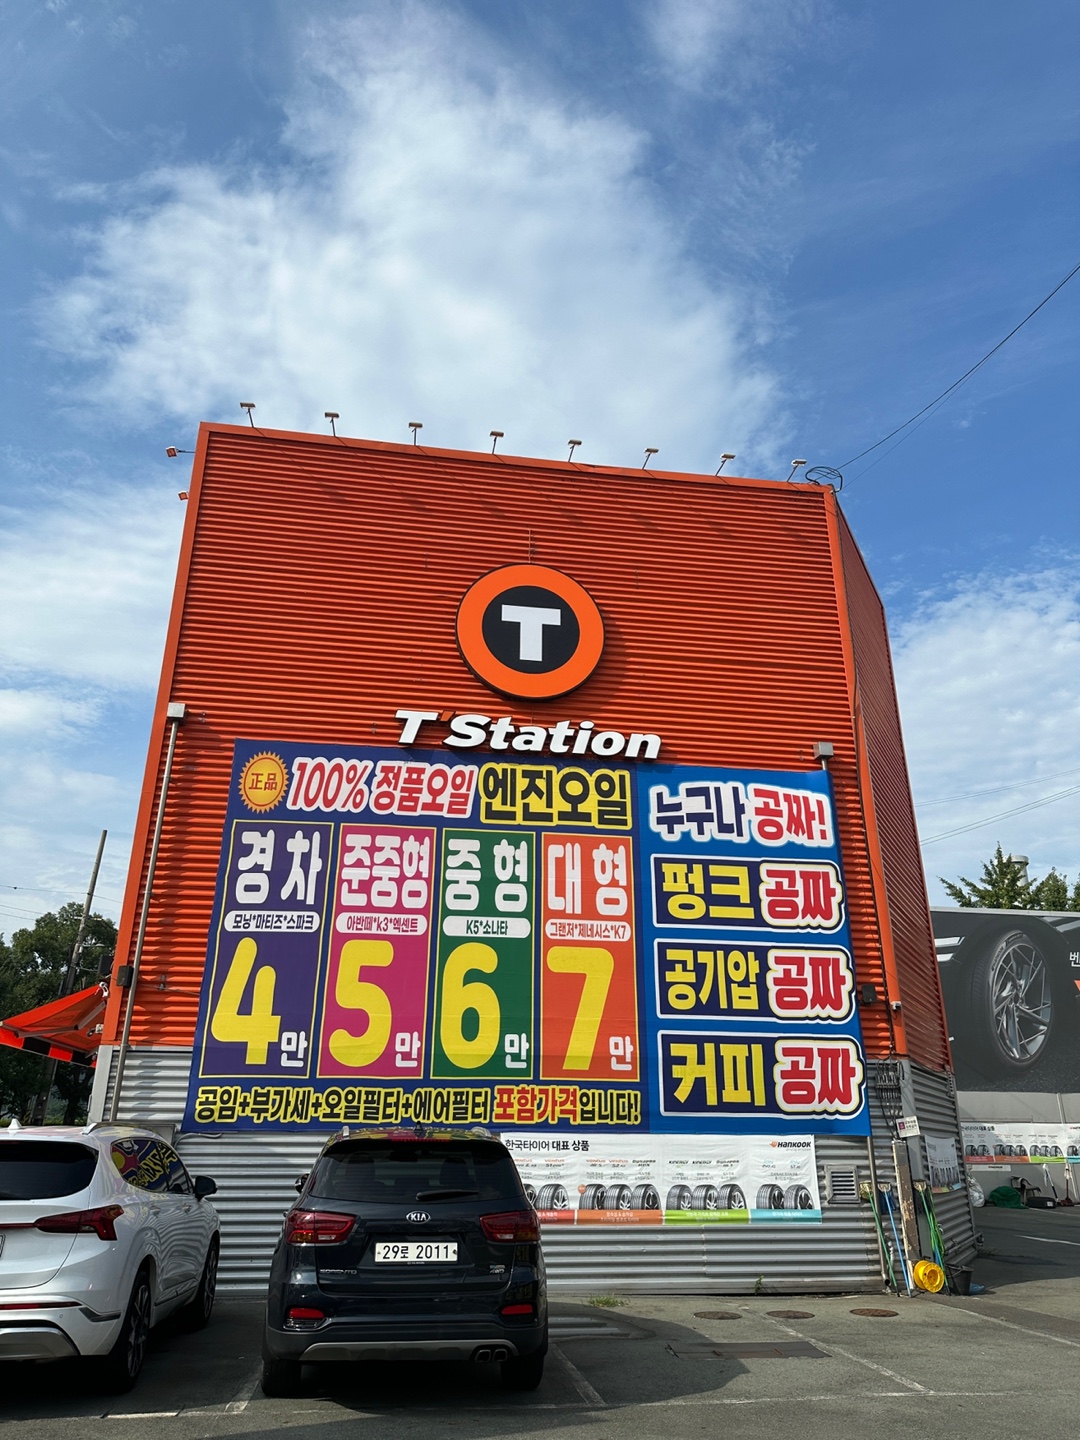 T
T'Station
正品 100% 정품오일 엔진오일
경차
모닝*마티즈*스파크
4만
준중형
아반떼*k3*엑센트
5만
중형
K5*소나타
6만
대형
그랜저*제네시스*K7
7만
공임+부가세+오일필터+에어필터 포함가격입니다!
누구나 공짜!
펑크 공짜
공기압 공짜
커피 공짜
한국타이어 대표 상품
HANKOOK
KIA
29로 2011
SORENTO